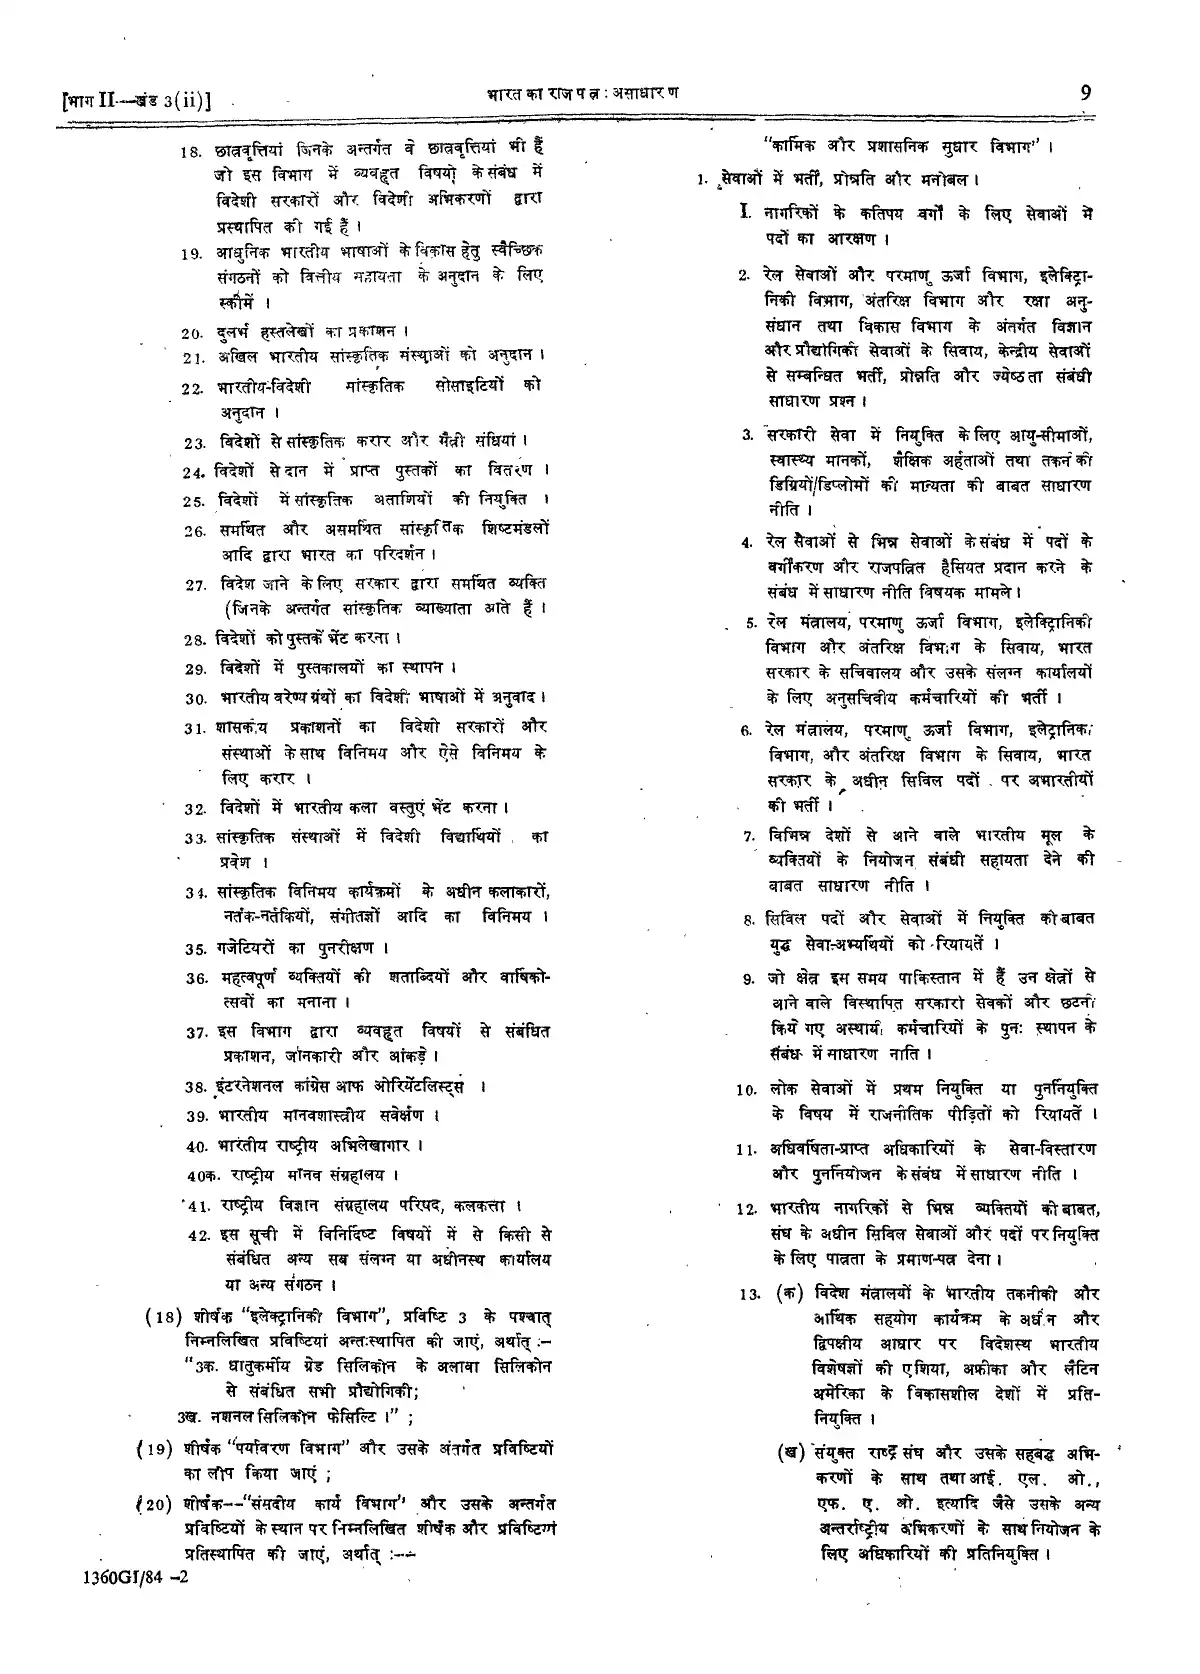 [भाग II—खंड 3(ii)]
भारत का राजपत्र : असाधारण
9
18. छात्रवृत्तियां जिनके अन्तर्गत वे छात्रवृत्तियां भी हैं
जो इस विभाग में व्यवहृत विषयों के संबंध में
विदेशी सरकारों और विदेशी अभिकरणों द्वारा
प्रस्थापित की गई हैं ।
19. आधुनिक भारतीय भाषाओं के विकास हेतु स्वैच्छिक
संगठनों को वित्तीय सहायता के अनुदान के लिए
स्कीमें ।
20. दुर्लभ हस्तलेखों का प्रकाशन ।
21. अखिल भारतीय सांस्कृतिक संस्थाओं को अनुदान ।
22. भारतीय-विदेशी सांस्कृतिक सोसाइटियों को
अनुदान ।
23. विदेशों से सांस्कृतिक करार और मैत्री संधियां ।
24. विदेशों से दान में प्राप्त पुस्तकों का वितरण ।
25. विदेशों में सांस्कृतिक अताशियों की नियुक्ति ।
26. समर्थित और असमर्थित सांस्कृतिक शिष्टमंडलों
आदि द्वारा भारत का परिदर्शन ।
27. विदेश जाने के लिए सरकार द्वारा समर्थित व्यक्ति
(जिनके अन्तर्गत सांस्कृतिक व्याख्याता आते हैं ।
28. विदेशों को पुस्तकें भेंट करना ।
29. विदेशों में पुस्तकालयों का स्थापन ।
30. भारतीय वरेण्य ग्रंथों का विदेशी भाषाओं में अनुवाद ।
31. शासकीय प्रकाशनों का विदेशी सरकारों और
संस्थाओं के साथ विनिमय और ऐसे विनिमय के
लिए करार ।
32. विदेशों में भारतीय कला वस्तुएं भेंट करना ।
33. सांस्कृतिक संस्थाओं में विदेशी विद्यार्थियों का
प्रवेश ।
34. सांस्कृतिक विनिमय कार्यक्रमों के अधीन कलाकारों,
नर्तक-नर्तकियों, संगीतज्ञों आदि का विनिमय ।
35. गजेटियरों का पुनरीक्षण ।
36. महत्वपूर्ण व्यक्तियों की शताब्दियों और वार्षिको-
त्सवों का मनाना ।
37. इस विभाग द्वारा व्यवहृत विषयों से संबंधित
प्रकाशन, जानकारी और आंकड़े ।
38. इंटरनेशनल कांग्रेस आफ ओरियंटलिस्ट्स ।
39. भारतीय मानवशास्त्रीय सर्वेक्षण ।
40. भारतीय राष्ट्रीय अभिलेखागार ।
40क. राष्ट्रीय मानव संग्रहालय ।
41. राष्ट्रीय विज्ञान संग्रहालय परिषद, कलकत्ता ।
42. इस सूची में विनिर्दिष्ट विषयों में से किसी से
संबंधित अन्य सब संलग्न या अधीनस्थ कार्यालय
या अन्य संगठन ।
(18) शीर्षक "इलेक्ट्रानिकी विभाग", प्रविष्टि 3 के पश्चात्
निम्नलिखित प्रविष्टियां अन्तःस्थापित की जाएं, अर्थात् :–
"3क. धातुकर्मीय ग्रेड सिलिकोन के अलावा सिलिकोन
से संबंधित सभी प्रौद्योगिकी;
3ख. नशनल सिलिकोन फेसिल्टि ।" ;
(19) शीर्षक "पर्यावरण विभाग" और उसके अंतर्गत प्रविष्टियों
का लोप किया जाएं ;
(20) शीर्षक--"संसदीय कार्य विभाग" और उसके अन्तर्गत
प्रविष्टियों के स्थान पर निम्नलिखित शीर्षक और प्रविष्टियां
प्रतिस्थापित की जाएं, अर्थात् :--
1360GI/84 –2
"कार्मिक और प्रशासनिक सुधार विभाग" ।
1. सेवाओं में भर्ती, प्रोन्नति और मनोबल ।
I. नागरिकों के कतिपय वर्गों के लिए सेवाओं में
पदों का आरक्षण ।
2. रेल सेवाओं और परमाणु ऊर्जा विभाग, इलेक्ट्रि-
निकी विभाग, अंतरिक्ष विभाग और रक्षा अनु-
संधान तथा विकास विभाग के अंतर्गत विज्ञान
और प्रौद्योगिकी सेवाओं के सिवाय, केन्द्रीय सेवाओं
से सम्बन्धित भर्ती, प्रोन्नति और ज्येष्ठता संबंधी
साधारण प्रश्न ।
3. सरकारी सेवा में नियुक्ति के लिए आयु-सीमाओं,
स्वास्थ्य मानकों, शैक्षिक अर्हताओं तथा तकनीकी
डिग्रियों/डिप्लोमों की मान्यता की बाबत साधारण
नीति ।
4. रेल सेवाओं से भिन्न सेवाओं के संबंध में पदों के
वर्गीकरण और राजपत्रित हैसियत प्रदान करने के
संबंध में साधारण नीति विषयक मामले ।
5. रेल मंत्रालय, परमाणु ऊर्जा विभाग, इलेक्ट्रिानिकी
विभाग और अंतरिक्ष विभाग के सिवाय, भारत
सरकार के सचिवालय और उसके संलग्न कार्यालयों
के लिए अनुसचिवीय कर्मचारियों की भर्ती ।
6. रेल मंत्रालय, परमाणु ऊर्जा विभाग, इलेट्रानिकी
विभाग, और अंतरिक्ष विभाग के सिवाय, भारत
सरकार के अधीन सिविल पदों पर अभारतीयों
की भर्ती ।
7. विभिन्न देशों से आने वाले भारतीय मूल के
व्यक्तियों के नियोजन संबंधी सहायता देने की
बाबत साधारण नीति ।
8. सिविल पदों और सेवाओं में नियुक्ति की बाबत
युद्ध सेवा-अभ्यर्थियों को रियायतें ।
9. जो क्षेत्र इस समय पाकिस्तान में हैं उन क्षेत्रों से
आने वाले विस्थापित सरकारी सेवकों और छटनी
किये गए अस्थायी कर्मचारियों के पुनः स्थापन के
संबंध में साधारण नीति ।
10. लोक सेवाओं में प्रथम नियुक्ति या पुनर्नियुक्ति
के विषय में राजनीतिक पीड़ितों को रियायतें ।
11. अधिवर्षिता-प्राप्त अधिकारियों के सेवा-विस्तारण
और पुनर्नियोजन के संबंध में साधारण नीति ।
12. भारतीय नागरिकों से भिन्न व्यक्तियों की बाबत,
संघ के अधीन सिविल सेवाओं और पदों पर नियुक्ति
के लिए पात्रता के प्रमाण-पत्र देना ।
13. (क) विदेश मंत्रालयों के भारतीय तकनीकी और
आर्थिक सहयोग कार्यक्रम के अधीन और
द्विपक्षीय आधार पर विदेशस्थ भारतीय
विशेषज्ञों की एशिया, अफ्रीका और लैटिन
अमेरिका के विकासशील देशों में प्रति-
नियुक्ति ।
(ख) संयुक्त राष्ट्र संघ और उसके सहबद्ध अभि-
करणों के साथ तथा आई. एल. ओ.,
एफ. ए. ओ. इत्यादि जैसे उसके अन्य
अन्तर्राष्ट्रीय अभिकरणों के साथ नियोजन के
लिए अधिकारियों की प्रतिनियुक्ति ।